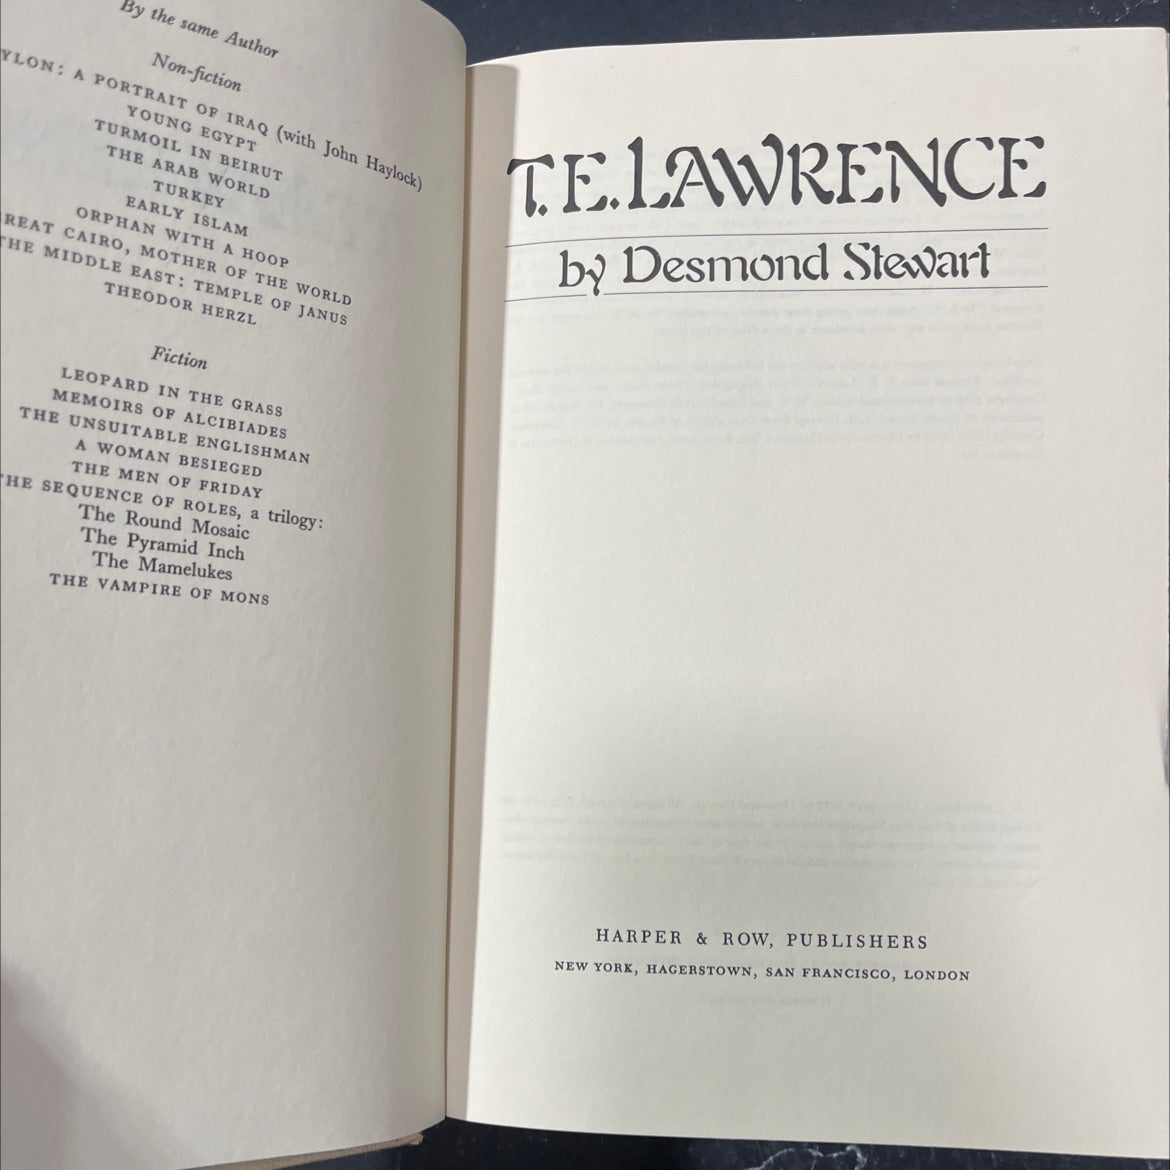 By the same Author
Non-fiction
YLON: A PORTRAIT OF IRAQ (with John Haylock)
YOUNG EGYPT
TURMOIL IN BEIRUT
THE ARAB WORLD
TURKEY
EARLY ISLAM
ORPHAN WITH A HOOP
REAT CAIRO, MOTHER OF THE WORLD
THE MIDDLE EAST: TEMPLE OF JANUS
THEODOR HERZL
Fiction
LEOPARD IN THE GRASS
MEMOIRS OF ALCIBIADES
THE UNSUITABLE ENGLISHMAN
A WOMAN BESIEGED
THE MEN OF FRIDAY
THE SEQUENCE OF ROLES, a trilogy:
The Round Mosaic
The Pyramid Inch
The Mamelukes
THE VAMPIRE OF MONS
T.E. LAWRENCE
by Desmond Stewart
HARPER & ROW, PUBLISHERS
NEW YORK, HAGERSTOWN, SAN FRANCISCO, LONDON